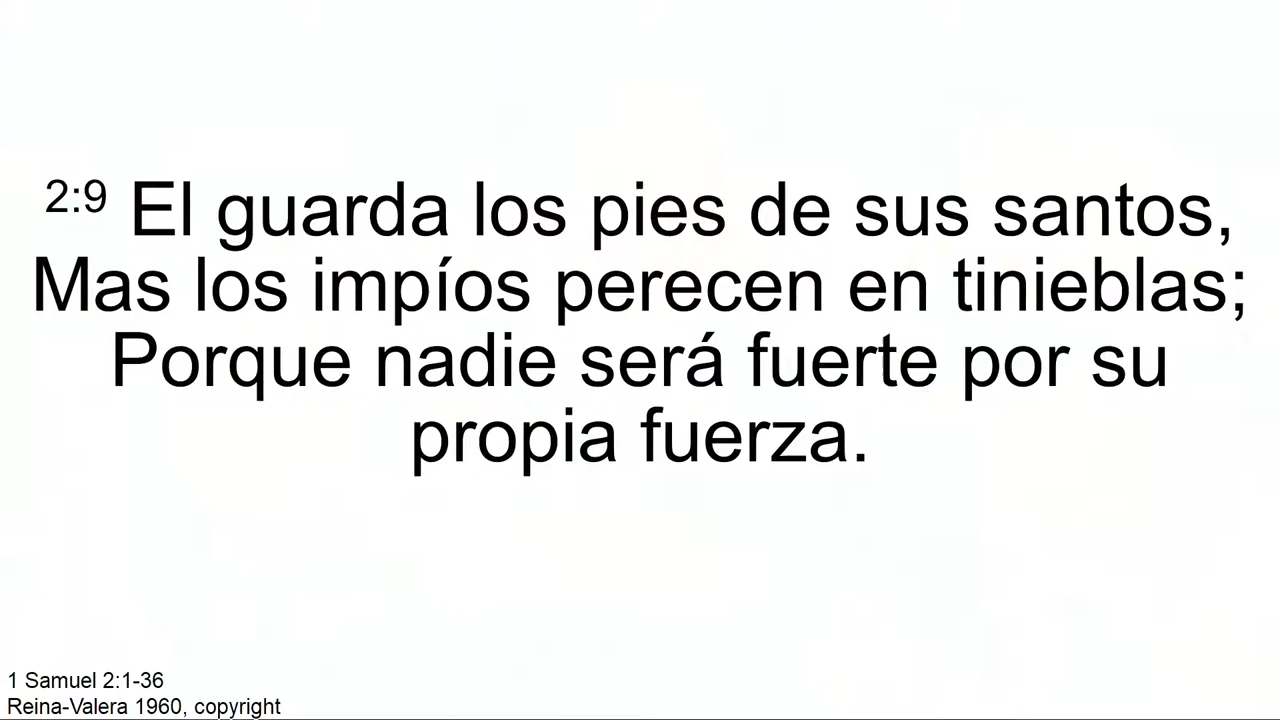 2:9 El guarda los pies de sus santos,
Mas los impíos perecen en tinieblas;
Porque nadie será fuerte por su
propia fuerza.
1 Samuel 2:1-36
Reina-Valera 1960, copyright